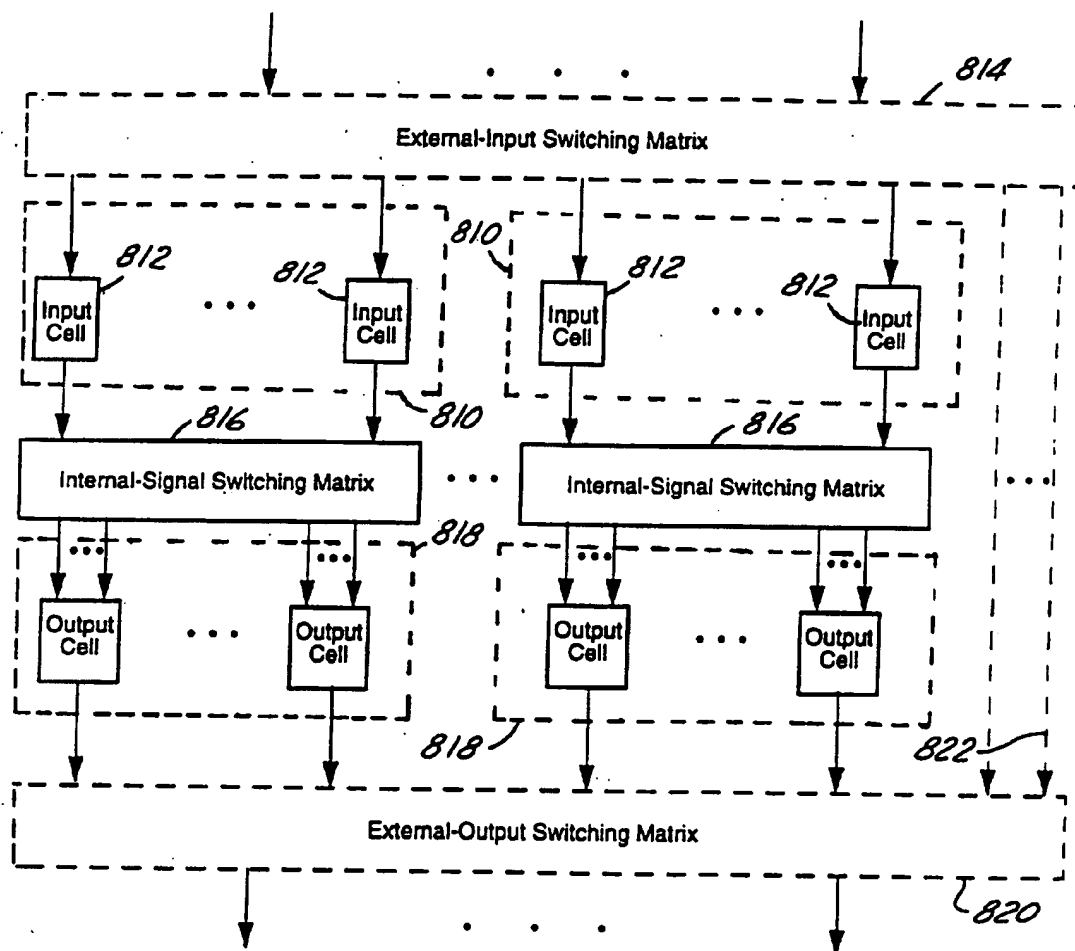 814
External-Input Switching Matrix
810
812
812
812
812
Input
Cell
Input
Cell
Input
Cell
Input
Cell
810
816
816
Internal-Signal Switching Matrix
Internal-Signal Switching Matrix
818
Output
Cell
Output
Cell
Output
Cell
Output
Cell
818
822
External-Output Switching Matrix
820